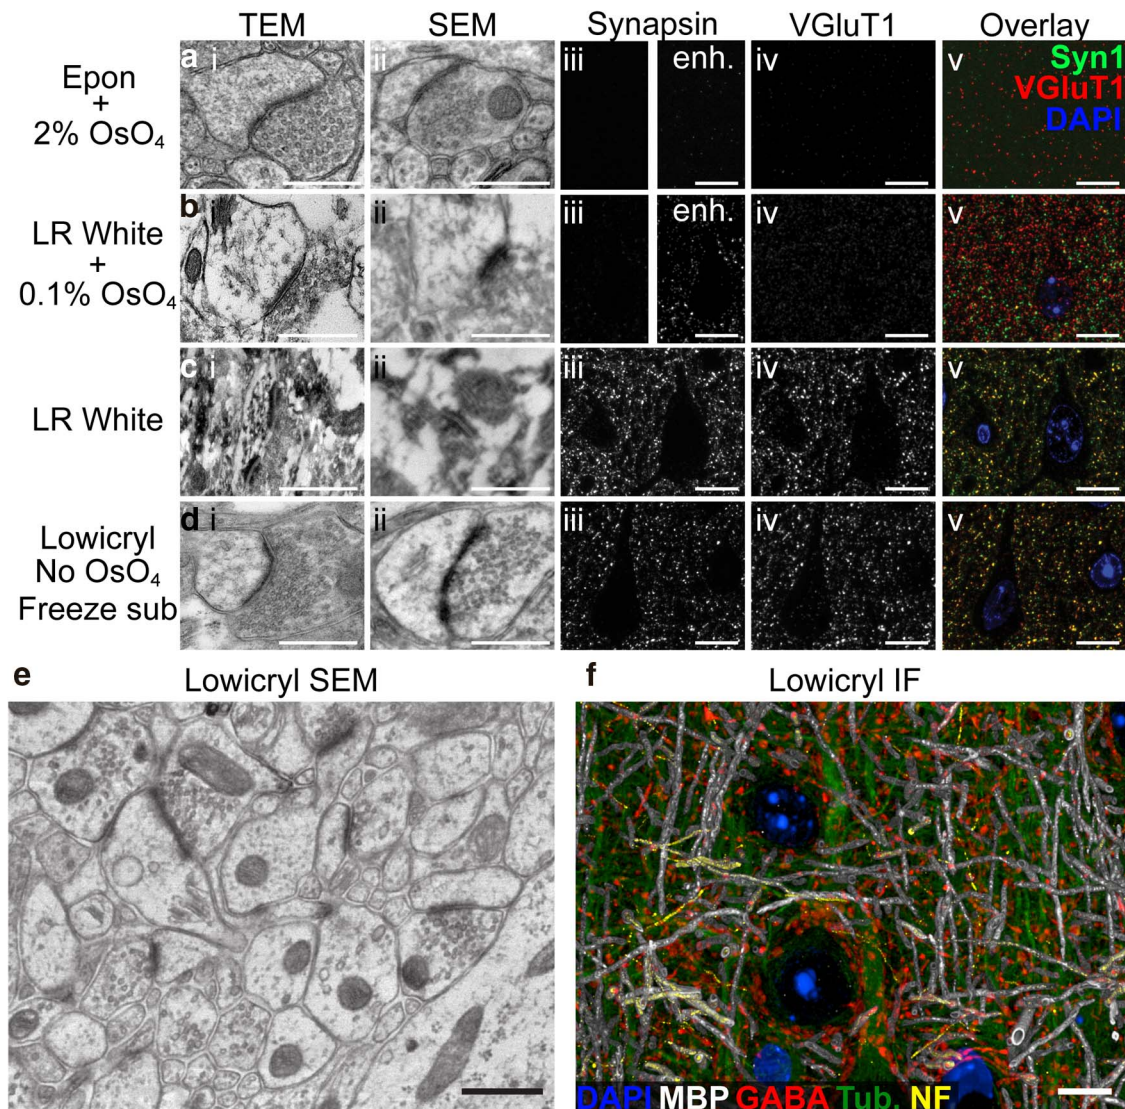 TEM SEM Synapsin VGluT1 Overlay
Epon
+
2% OsO₄
a i ii iii enh. iv v
Syn1
VGluT1
DAPI
LR White
+
0.1% OsO₄
b i ii iii enh. iv v
LR White
c i ii iii iv v
Lowicryl
No OsO₄
Freeze sub
d i ii iii iv v
e Lowicryl SEM
f Lowicryl IF
DAPI MBP GABA Tub. NF